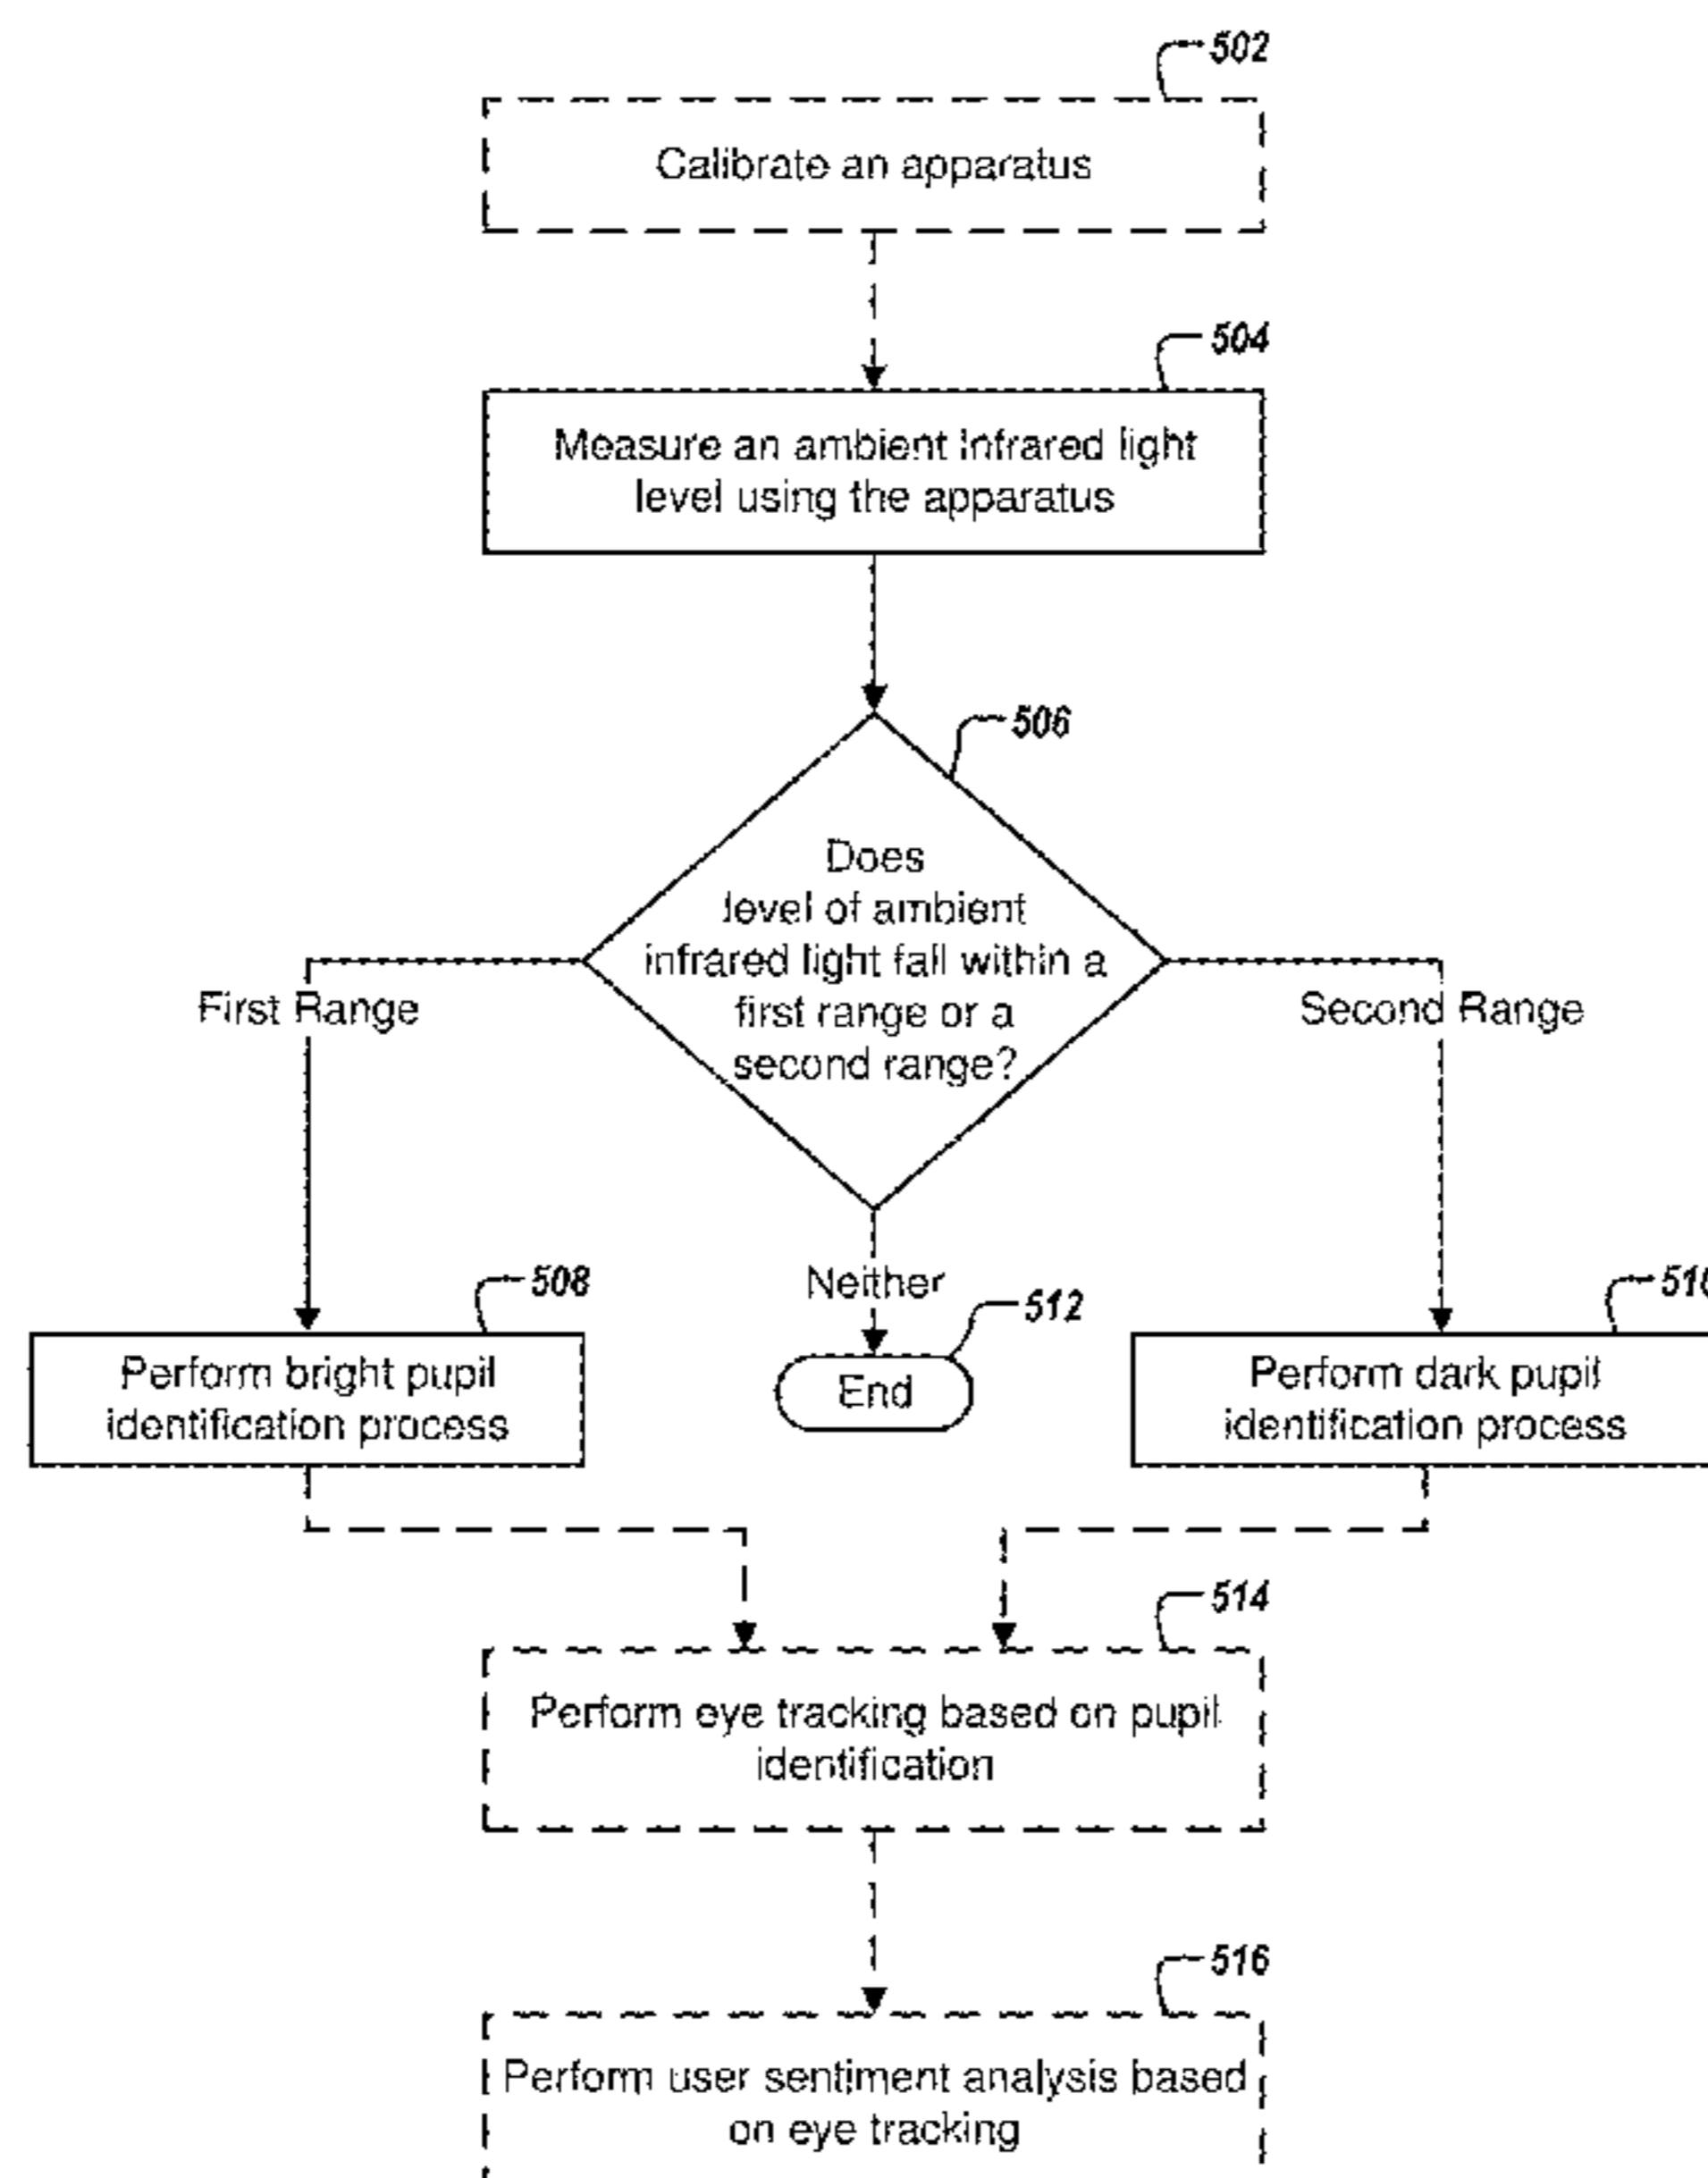 502
Calibrate an apparatus
504
Measure an ambient infrared light
level using the apparatus
506
Does
level of ambient
infrared light fall within a
first range or a
second range?
First Range
Second Range
Neither
508
Perform bright pupil
identification process
512
End
510
Perform dark pupil
identification process
514
Perform eye tracking based on pupil
identification
516
Perform user sentiment analysis based
on eye tracking